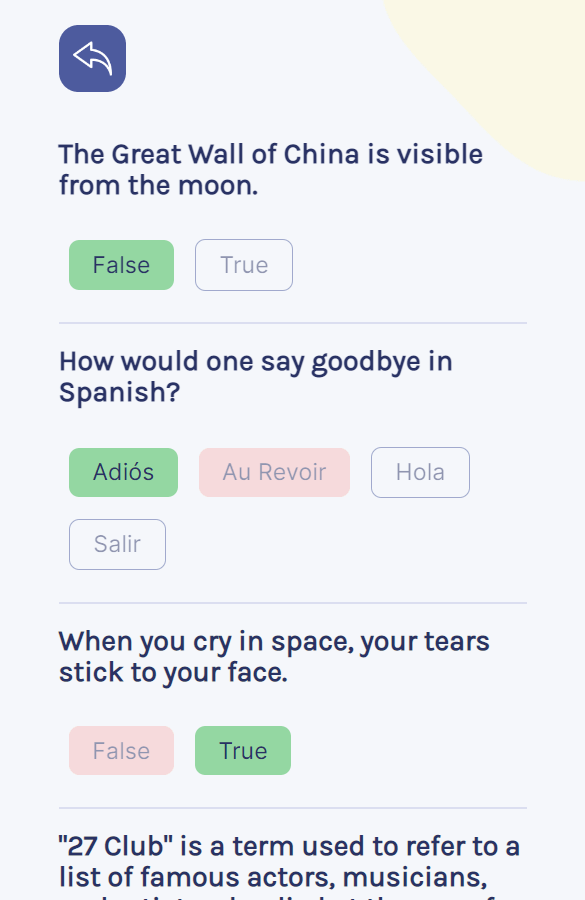 The Great Wall of China is visible
from the moon.
False True
How would one say goodbye in
Spanish?
Adiós Au Revoir Hola
Salir
When you cry in space, your tears
stick to your face.
False True
"27 Club" is a term used to refer to a
list of famous actors, musicians,